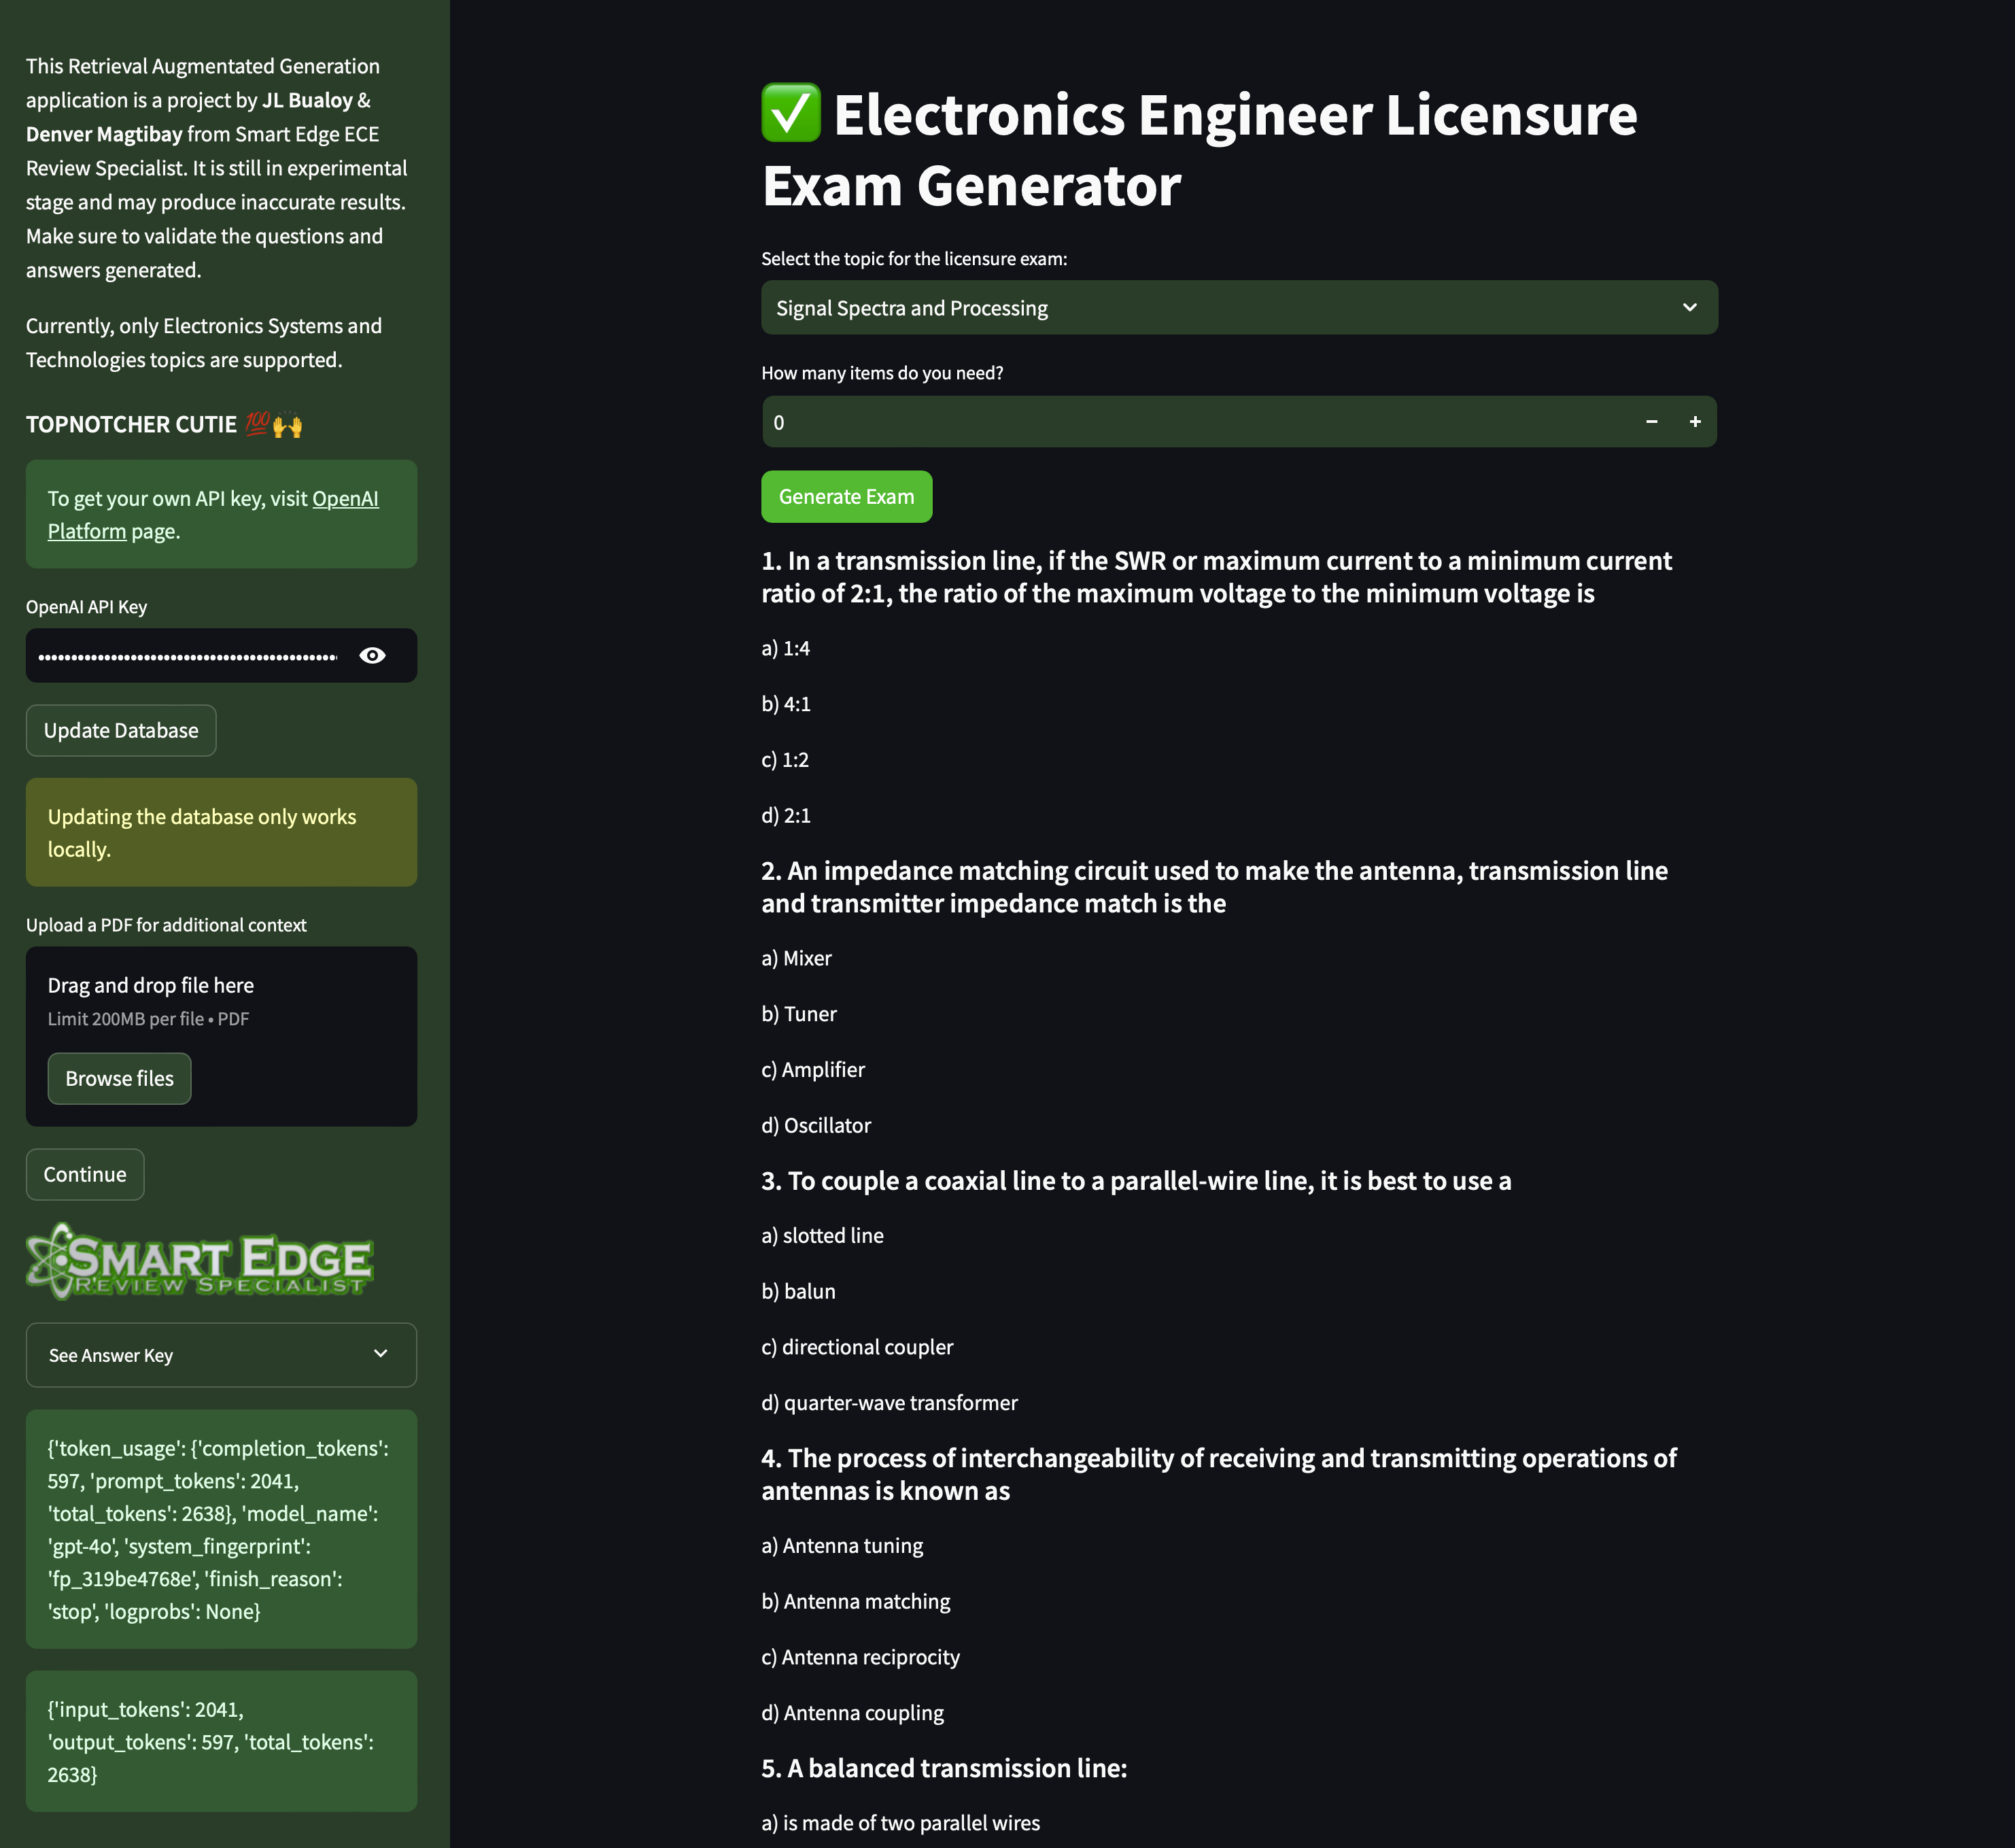 This Retrieval Augmentated Generation
application is a project by JL Bualoy &
Denver Magtibay from Smart Edge ECE
Review Specialist. It is still in experimental
stage and may produce inaccurate results.
Make sure to validate the questions and
answers generated.
Currently, only Electronics Systems and
Technologies topics are supported.
TOPNOTCHER CUTIE 💯🙌
To get your own API key, visit OpenAI
Platform page.
OpenAI API Key
Update Database
Updating the database only works
locally.
Upload a PDF for additional context
Drag and drop file here
Limit 200MB per file • PDF
Browse files
Continue
SMART EDGE
REVIEW SPECIALIST
See Answer Key
{'token_usage': {'completion_tokens':
597, 'prompt_tokens': 2041,
'total_tokens': 2638}, 'model_name':
'gpt-4o', 'system_fingerprint':
'fp_319be4768e', 'finish_reason':
'stop', 'logprobs': None}
{'input_tokens': 2041,
'output_tokens': 597, 'total_tokens':
2638}
✅ Electronics Engineer Licensure
Exam Generator
Select the topic for the licensure exam:
Signal Spectra and Processing
How many items do you need?
0
Generate Exam
1. In a transmission line, if the SWR or maximum current to a minimum current
ratio of 2:1, the ratio of the maximum voltage to the minimum voltage is
a) 1:4
b) 4:1
c) 1:2
d) 2:1
2. An impedance matching circuit used to make the antenna, transmission line
and transmitter impedance match is the
a) Mixer
b) Tuner
c) Amplifier
d) Oscillator
3. To couple a coaxial line to a parallel-wire line, it is best to use a
a) slotted line
b) balun
c) directional coupler
d) quarter-wave transformer
4. The process of interchangeability of receiving and transmitting operations of
antennas is known as
a) Antenna tuning
b) Antenna matching
c) Antenna reciprocity
d) Antenna coupling
5. A balanced transmission line:
a) is made of two parallel wires